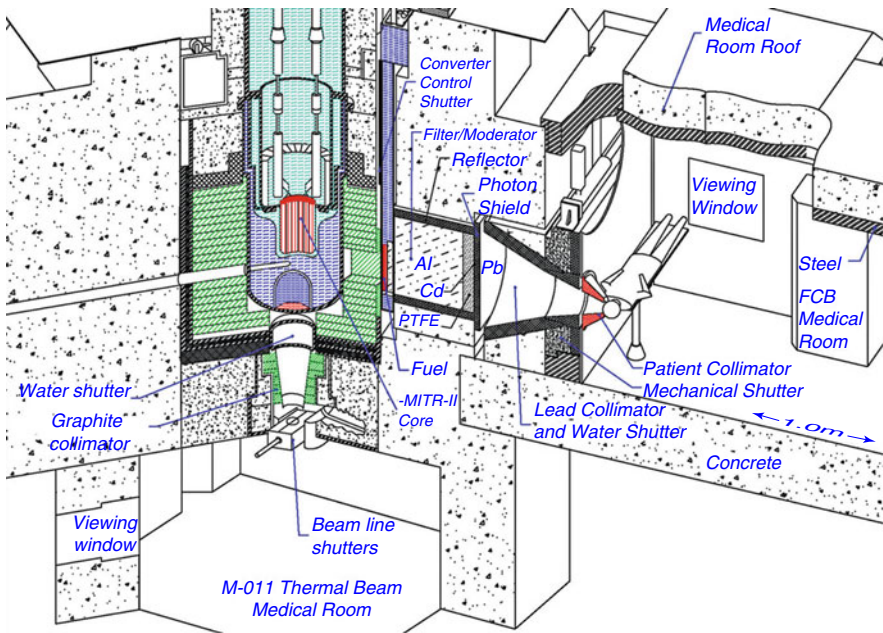 Medical
Room Roof
Converter
Control
Shutter
Filter/Moderator
Reflector
Photon
Shield
Viewing
Window
Al
Pb
Cd
PTFE
Steel
FCB
Medical
Room
Fuel
Water shutter
Graphite
collimator
-MITR-II
Core
Patient Collimator
Mechanical Shutter
Lead Collimator
and Water Shutter
1.0m
Concrete
Viewing
window
Beam line
shutters
M-011 Thermal Beam
Medical Room